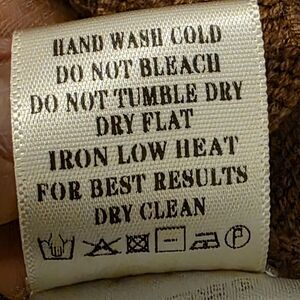 HAND WASH COLD
DO NOT BLEACH
DO NOT TUMBLE DRY
DRY FLAT
IRON LOW HEAT
FOR BEST RESULTS
DRY CLEAN
P